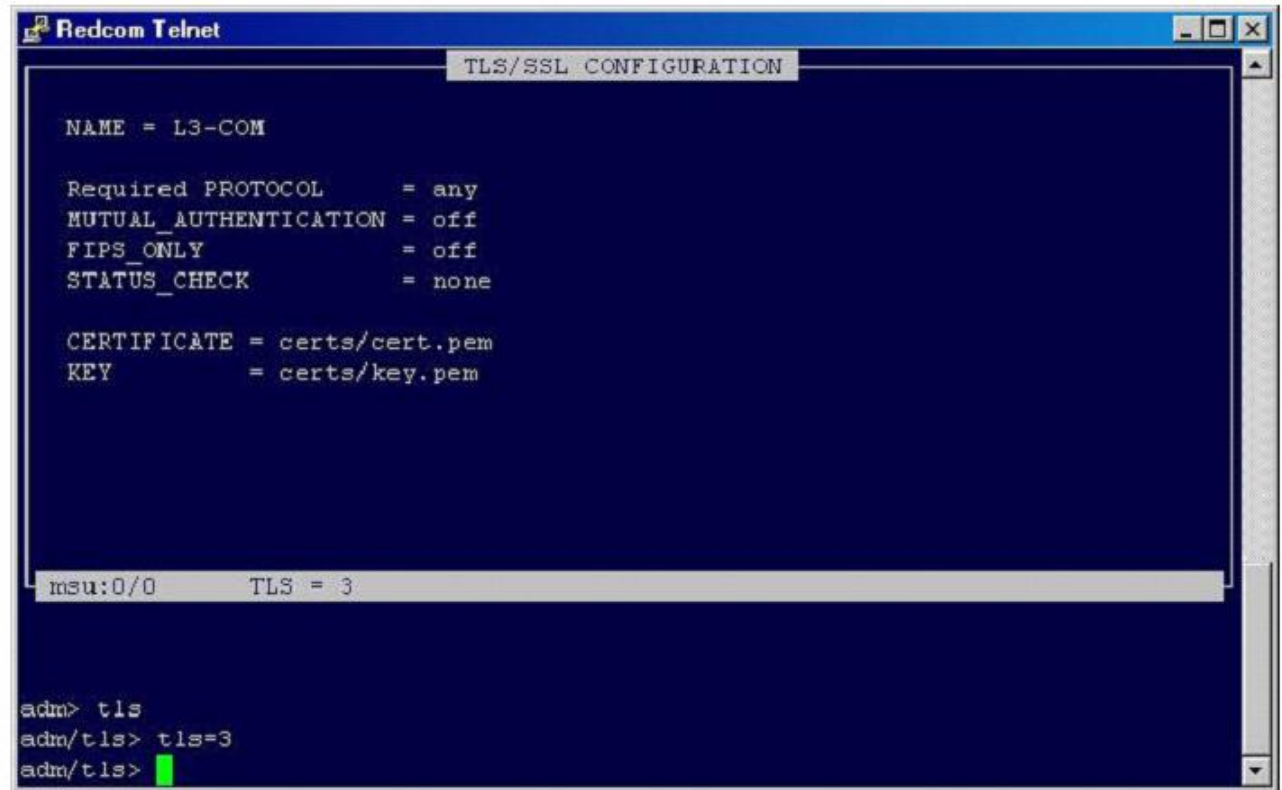 Redcom Telnet
TLS/SSL CONFIGURATION
NAME = L3-COM
Required PROTOCOL = any
MUTUAL_AUTHENTICATION = off
FIPS_ONLY = off
STATUS_CHECK = none
CERTIFICATE = certs/cert.pem
KEY = certs/key.pem
msu:0/0 TLS = 3
adm> tls
adm/tls> tls=3
adm/tls>